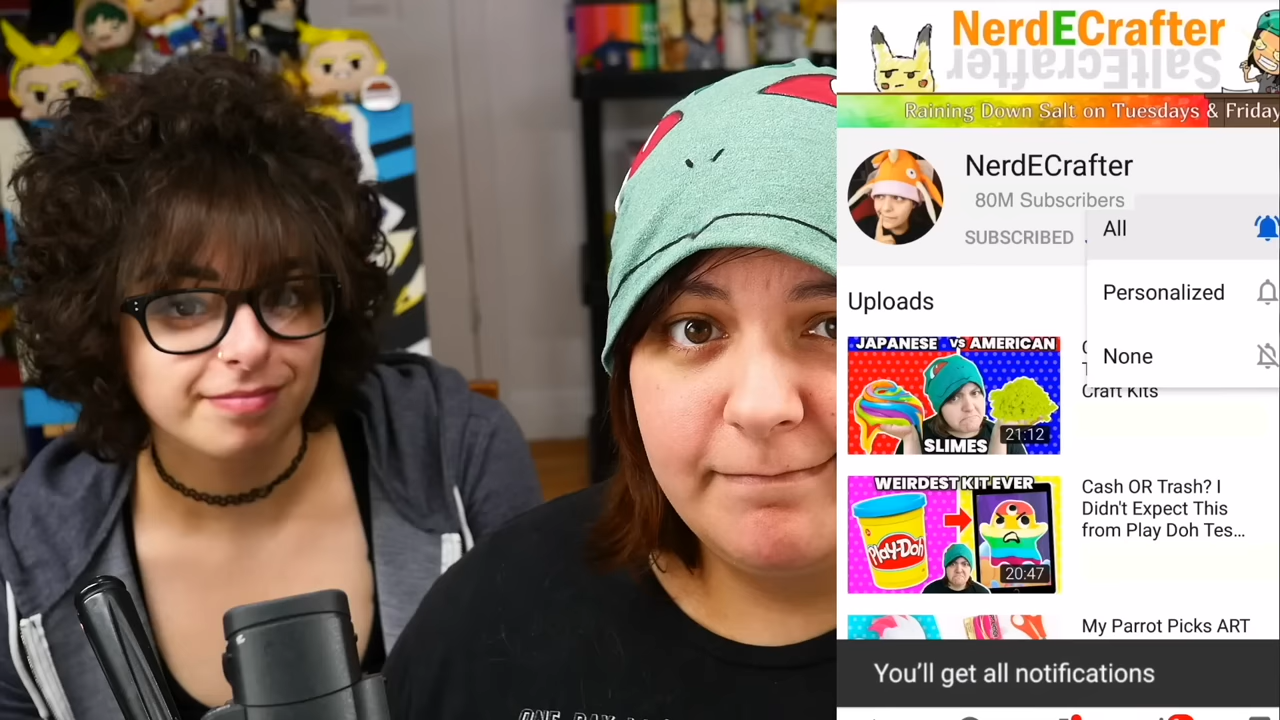 NerdECrafter
SaltEcrafter
Raining Down Salt on Tuesdays & Friday
NerdECrafter
80M Subscribers
SUBSCRIBED
All
Personalized
None
Uploads
JAPANESE vs AMERICAN
SLIMES
21:12
Craft Kits
WEIRDEST KIT EVER
Play-Doh
20:47
Cash OR Trash? I
Didn't Expect This
from Play Doh Tes...
My Parrot Picks ART
You'll get all notifications